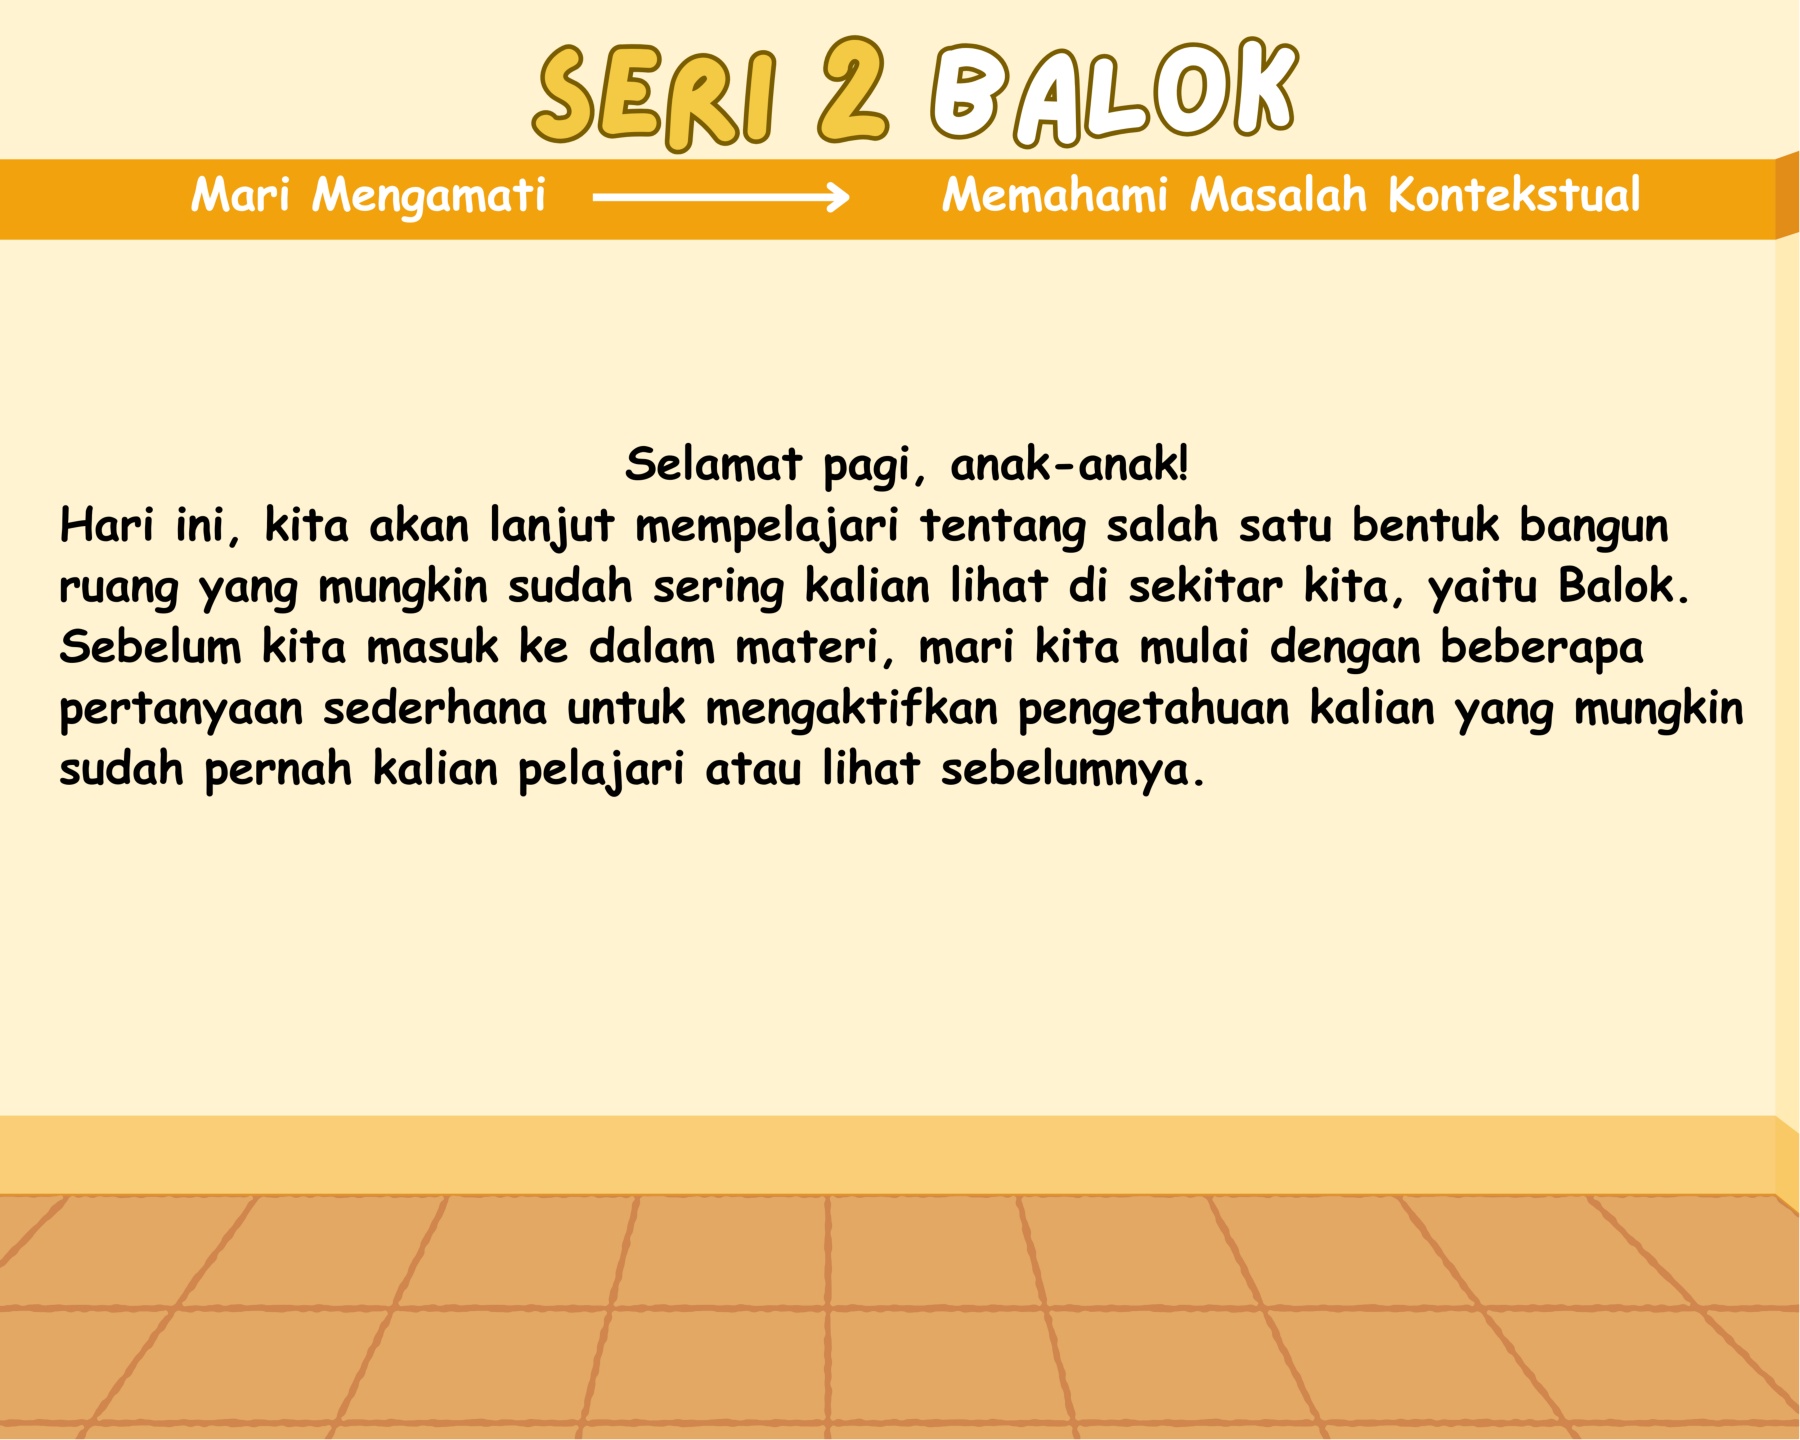 SERI 2 BALOK
Mari Mengamati → Memahami Masalah Kontekstual
Selamat pagi, anak-anak!
Hari ini, kita akan lanjut mempelajari tentang salah satu bentuk bangun
ruang yang mungkin sudah sering kalian lihat di sekitar kita, yaitu Balok.
Sebelum kita masuk ke dalam materi, mari kita mulai dengan beberapa
pertanyaan sederhana untuk mengaktifkan pengetahuan kalian yang mungkin
sudah pernah kalian pelajari atau lihat sebelumnya.